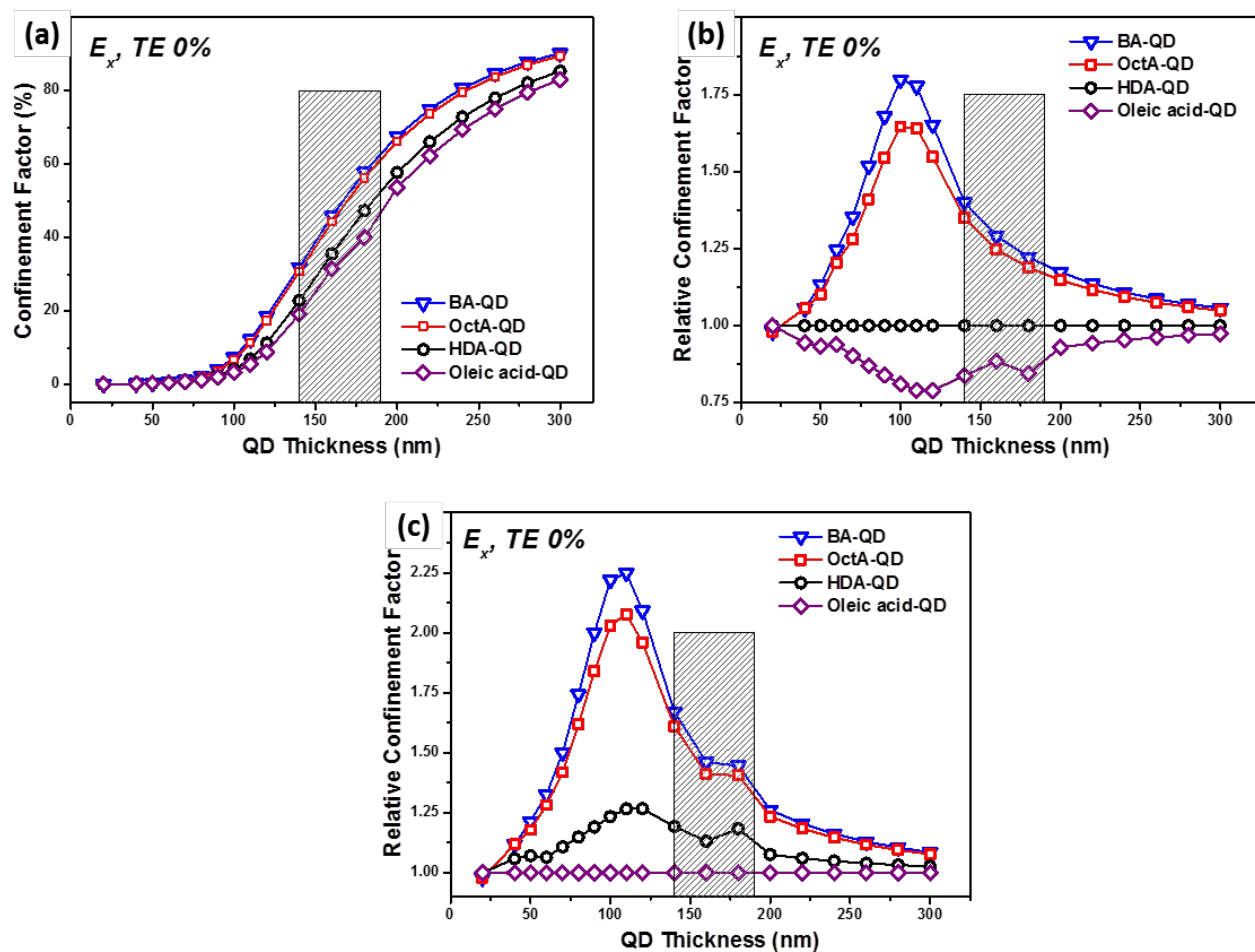 (a)
Eₓ, TE 0%
Confinement Factor (%)
80
60
40
20
0
BA-QD
OctA-QD
HDA-QD
Oleic acid-QD
0 50 100 150 200 250 300
QD Thickness (nm)
(b)
Eₓ, TE 0%
Relative Confinement Factor
1.75
1.50
1.25
1.00
0.75
BA-QD
OctA-QD
HDA-QD
Oleic acid-QD
0 50 100 150 200 250 300
QD Thickness (nm)
(c)
Eₓ, TE 0%
Relative Confinement Factor
2.25
2.00
1.75
1.50
1.25
1.00
BA-QD
OctA-QD
HDA-QD
Oleic acid-QD
0 50 100 150 200 250 300
QD Thickness (nm)